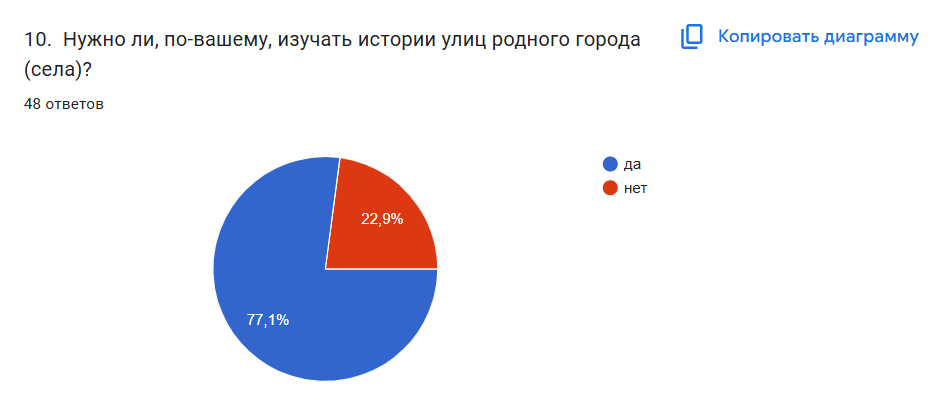 10. Нужно ли, по-вашему, изучать истории улиц родного города
(села)?
Копировать диаграмму
48 ответов
да
нет
22,9%
77,1%